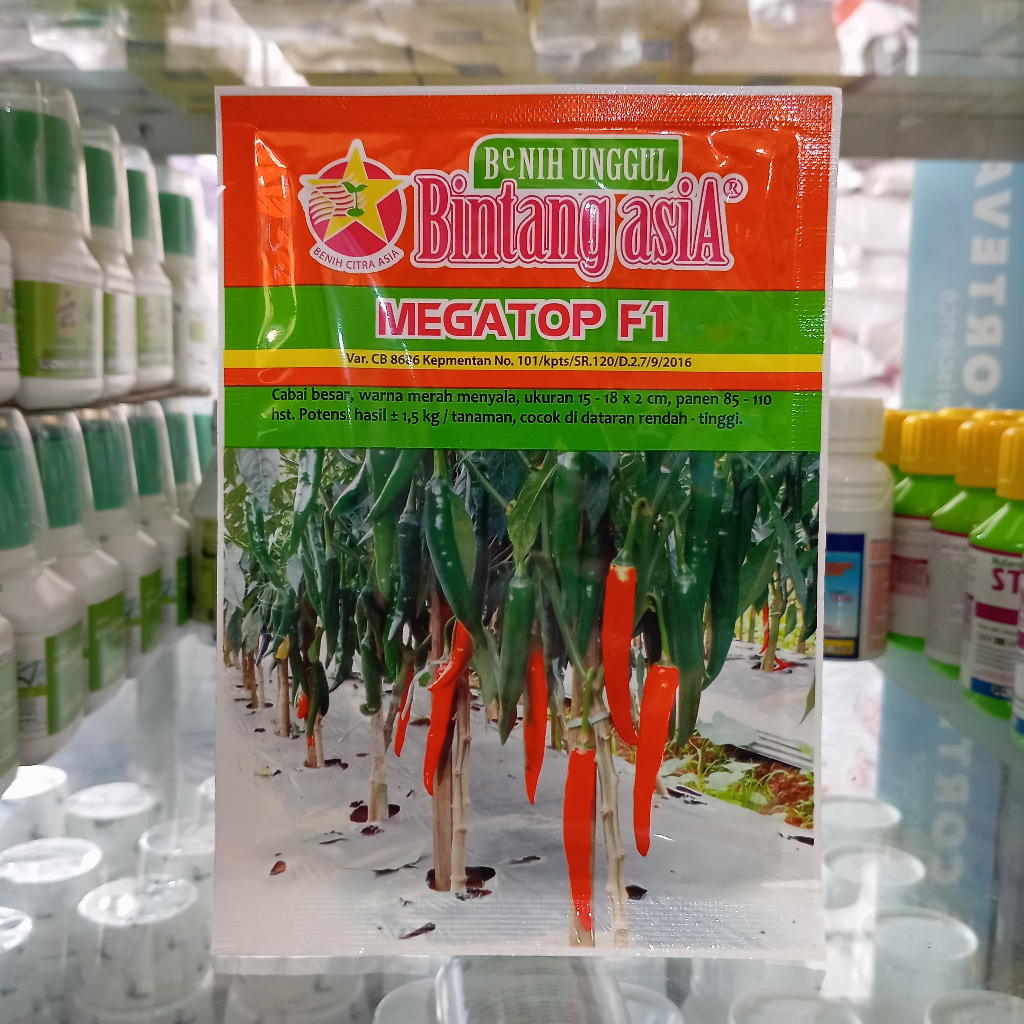 BeNIH UNGGUL
Bintang asiA®
BENIH CITRA ASIA
MEGATOP F1
Var. CB 8686 Kepmentan No. 101/kpts/SR.120/D.2.7/9/2016
Cabai besar, warna merah menyala, ukuran 15 - 18 x 2 cm, panen 85 - 110
hst. Potensi hasil ± 1,5 kg / tanaman, cocok di dataran rendah - tinggi.
ORTEVA
ST